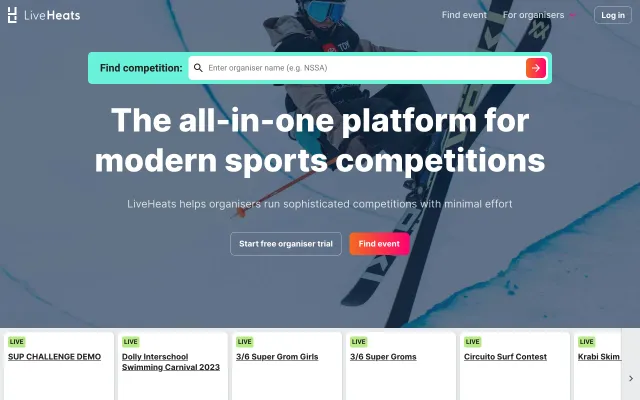 LiveHeats
Find event
For organisers
Log in
Find competition:
Enter organiser name (e.g. NSSA)
The all-in-one platform for
modern sports competitions
LiveHeats helps organisers run sophisticated competitions with minimal effort
Start free organiser trial
Find event
LIVE
SUP CHALLENGE DEMO
LIVE
Dolly Interschool
Swimming Carnival 2023
LIVE
3/6 Super Grom Girls
LIVE
3/6 Super Groms
LIVE
Circuito Surf Contest
LIVE
Krabi Skim